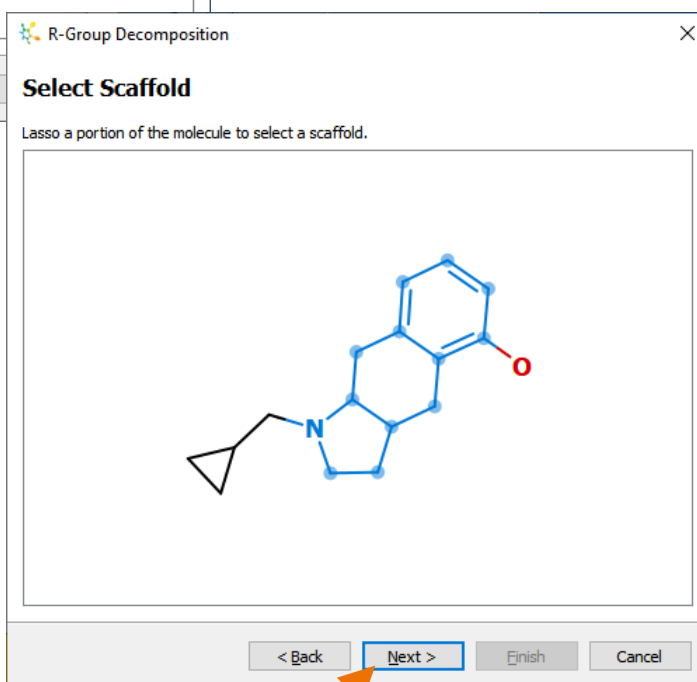 R-Group Decomposition
Select Scaffold
Lasso a portion of the molecule to select a scaffold.
O
N
< Back
Next >
Finish
Cancel